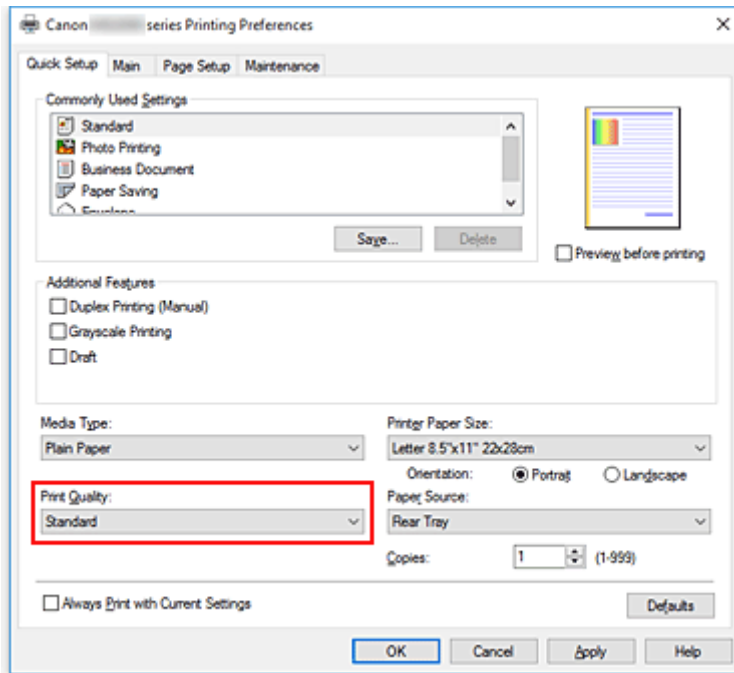 Canon series Printing Preferences
Quick Setup Main Page Setup Maintenance
Commonly Used Settings
Standard
Photo Printing
Business Document
Paper Saving
Envelope
Save... Delete
Preview before printing
Additional Features
Duplex Printing (Manual)
Grayscale Printing
Draft
Media Type:
Plain Paper
Printer Paper Size:
Letter 8.5"x11" 22x28cm
Orientation: Portrait Landscape
Print Quality:
Standard
Paper Source:
Rear Tray
Copies: 1 (1-999)
Always Print with Current Settings
Defaults
OK Cancel Apply Help